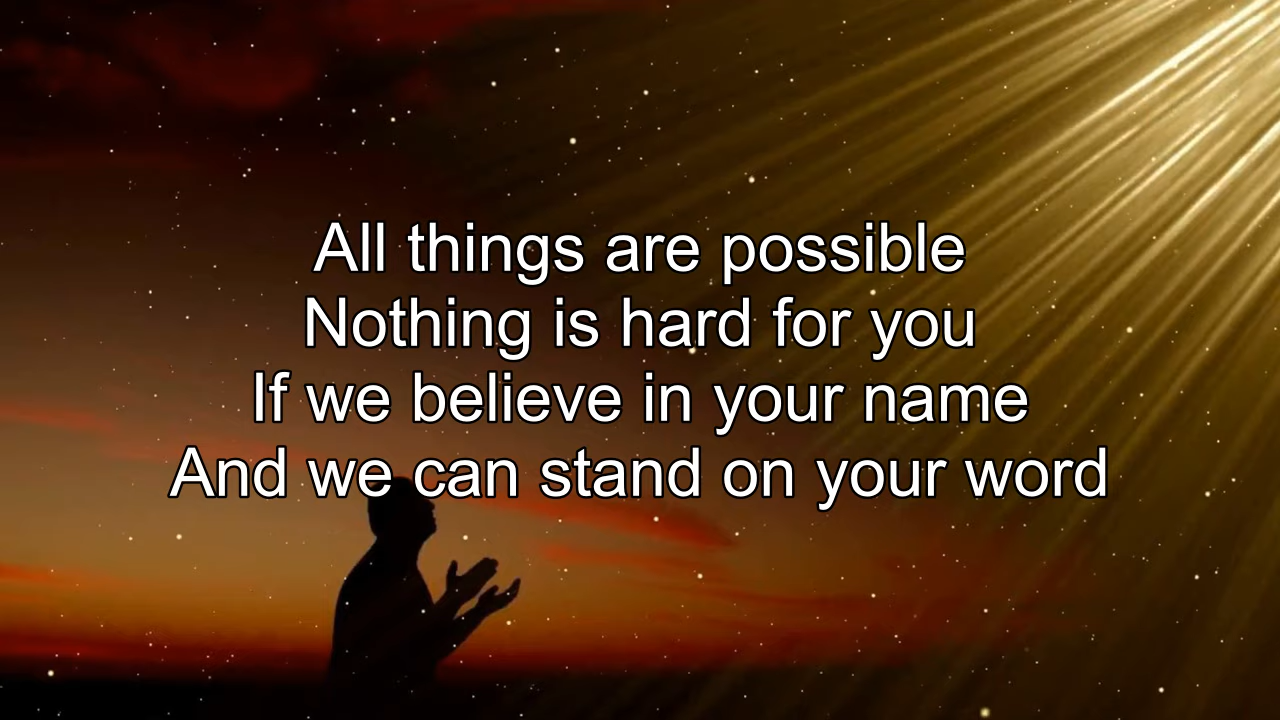 All things are possible
Nothing is hard for you
If we believe in your name
And we can stand on your word